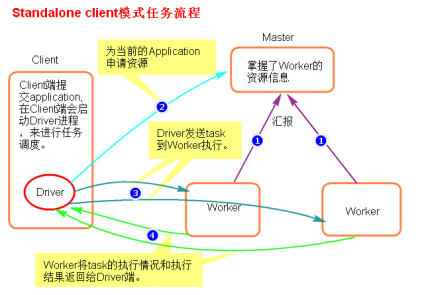 Standalone client模式任务流程
Client
Client端提
交application,
在Client端会启
动Driver进程
，来进行任务
调度。
Driver
为当前的Application
申请资源
Master
掌握了Worker的
资源信息
汇报
1
1
2
Driver发送task
到Worker执行。
3
Worker
Worker
4
Worker将task的执行情况和执行
结果返回给Driver端。